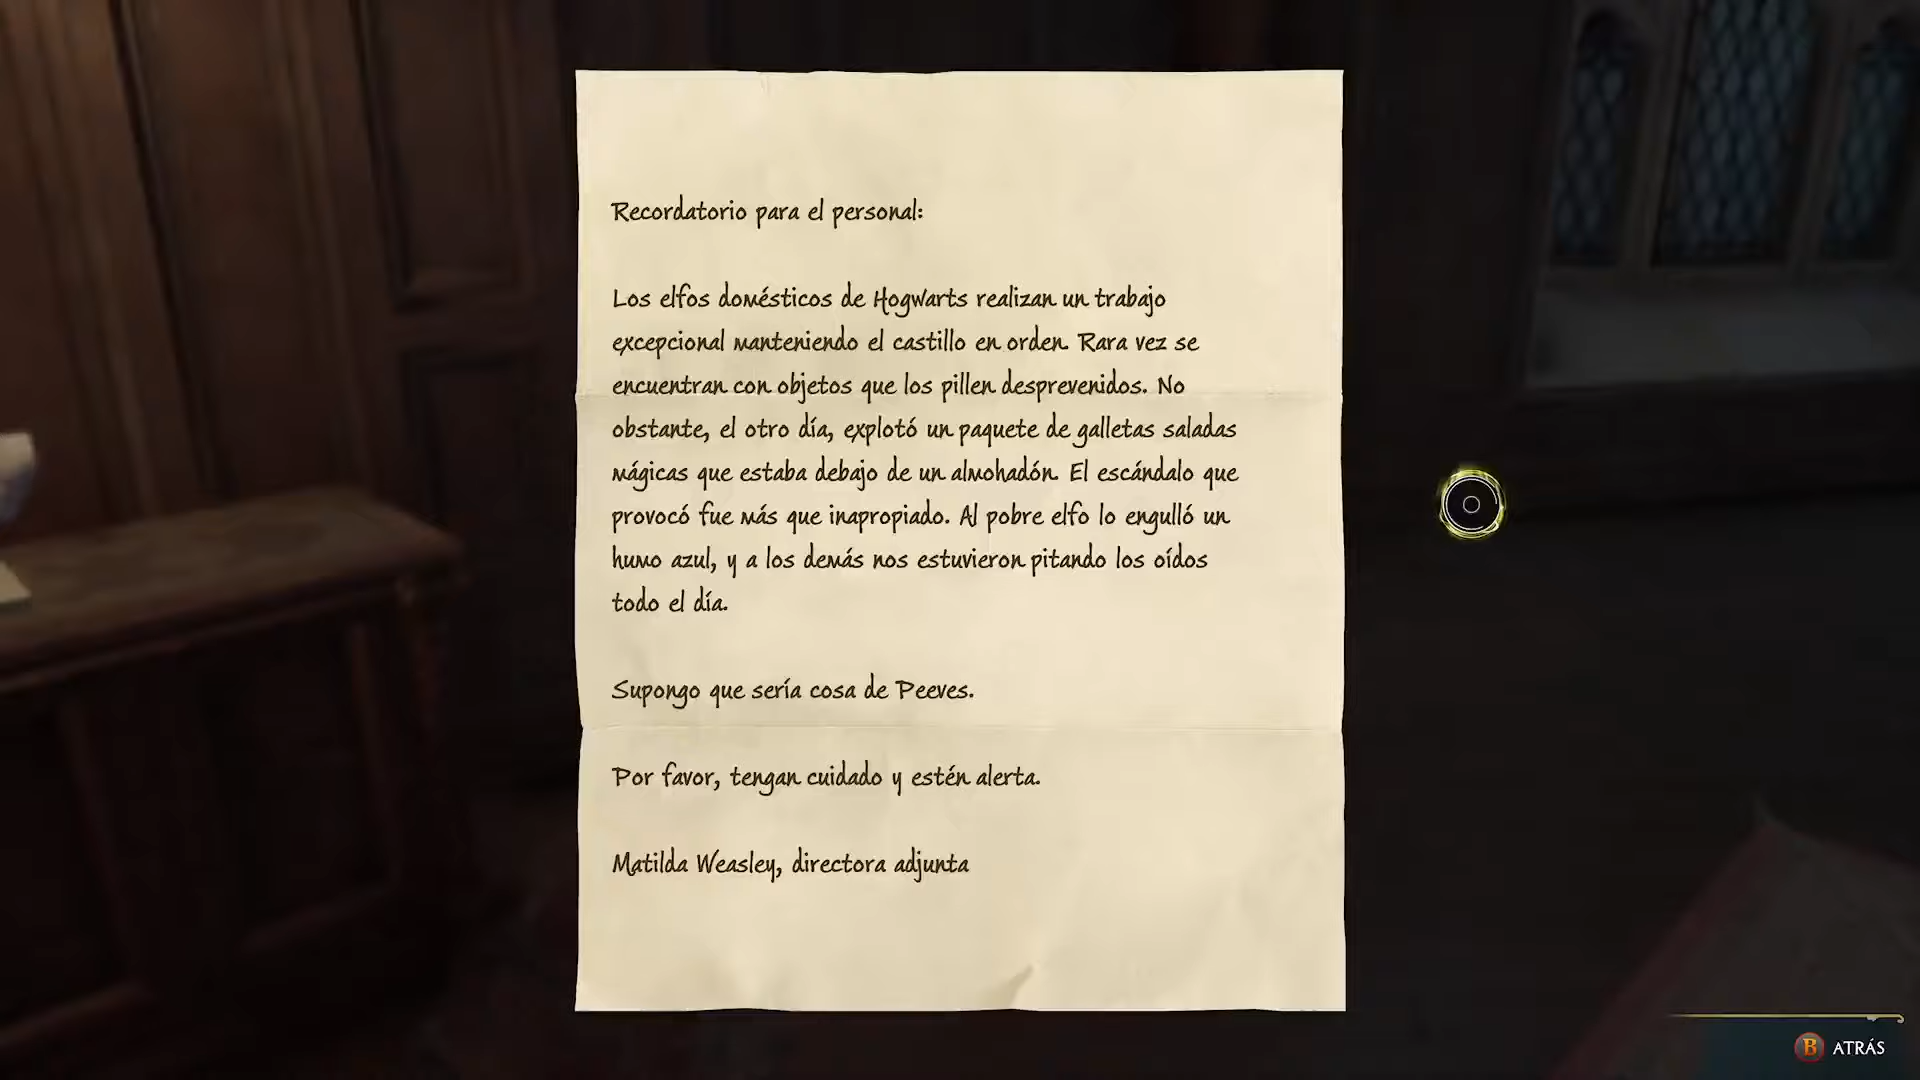 Recordatorio para el personal:
Los elfos domésticos de Hogwarts realizan un trabajo
excepcional manteniendo el castillo en orden. Rara vez se
encuentran con objetos que los pillen desprevenidos. No
obstante, el otro día, explotó un paquete de galletas saladas
mágicas que estaba debajo de un almohadón. El escándalo que
provocó fue más que inapropiado. Al pobre elfo lo engulló un
humo azul, y a los demás nos estuvieron pitando los oídos
todo el día.
Supongo que sería cosa de Peeves.
Por favor, tengan cuidado y estén alerta.
Matilda Weasley, directora adjunta
B ATRÁS